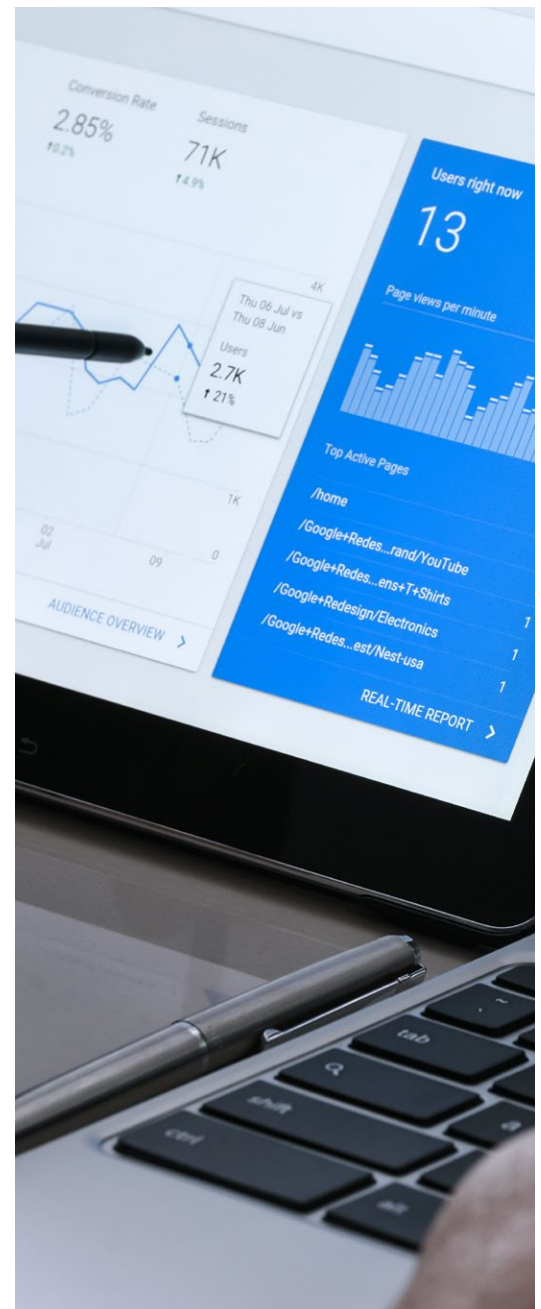 Conversion Rate
2.85%
↑0.2%
Sessions
71K
↑4.9%
4K
Thu 06 Jul vs
Thu 08 Jun
Users
2.7K
↑ 21%
1K
0
02
Jul
09
AUDIENCE OVERVIEW >
Users right now
13
Page views per minute
Top Active Pages
/home
/Google+Redes...rand/YouTube
/Google+Redes...ens+T+Shirts 1
/Google+Redesign/Electronics 1
/Google+Redes...est/Nest-usa 1
REAL-TIME REPORT >
~
tab
shift
a
ctrl
alt